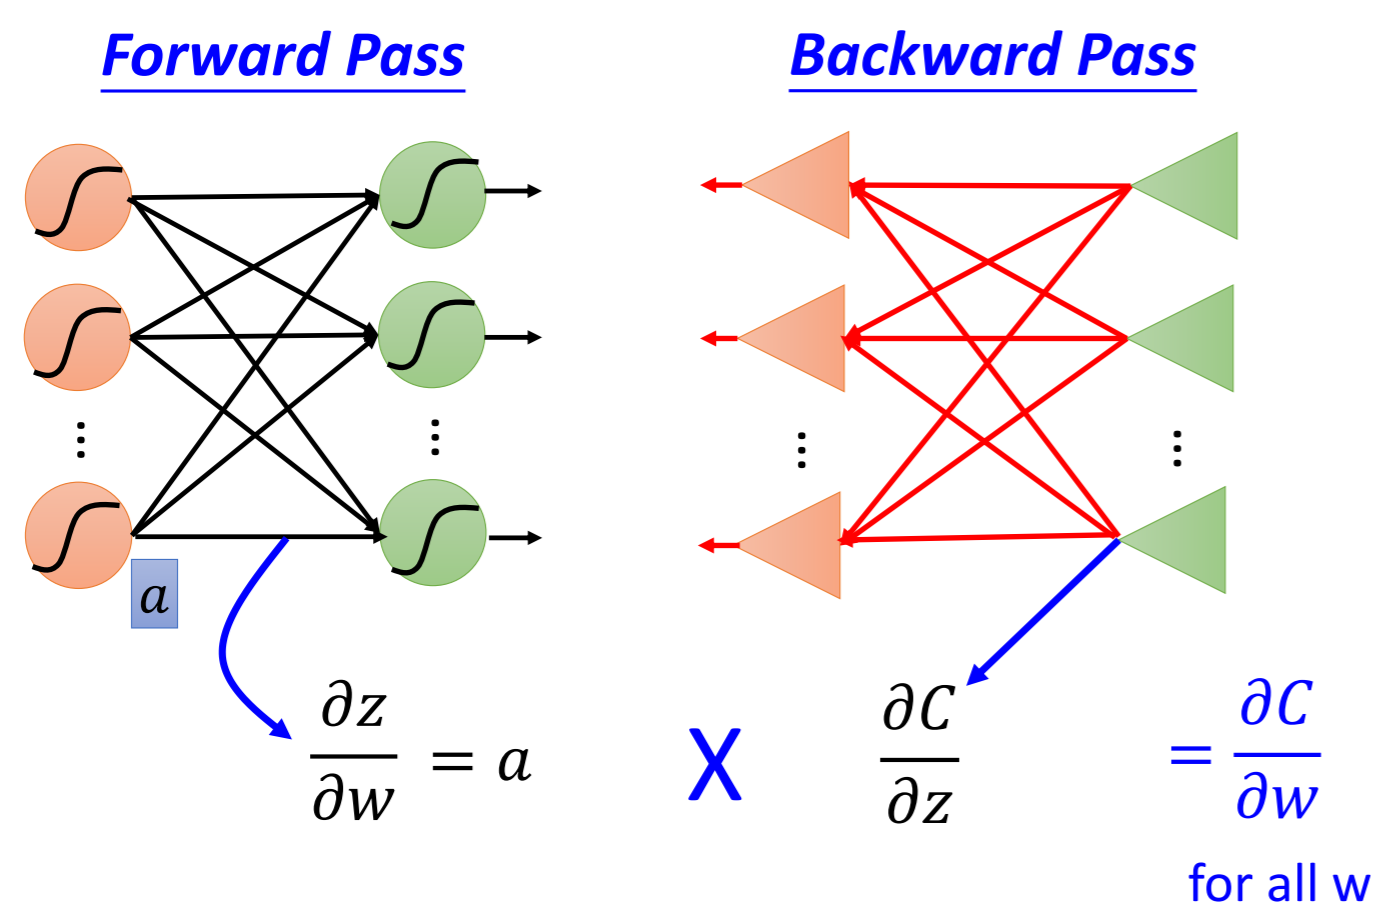 Forward Pass
Backward Pass
⋮ ⋮ ⋮ ⋮
a
∂z/∂w = a
X
∂C/∂z
= ∂C/∂w
for all w